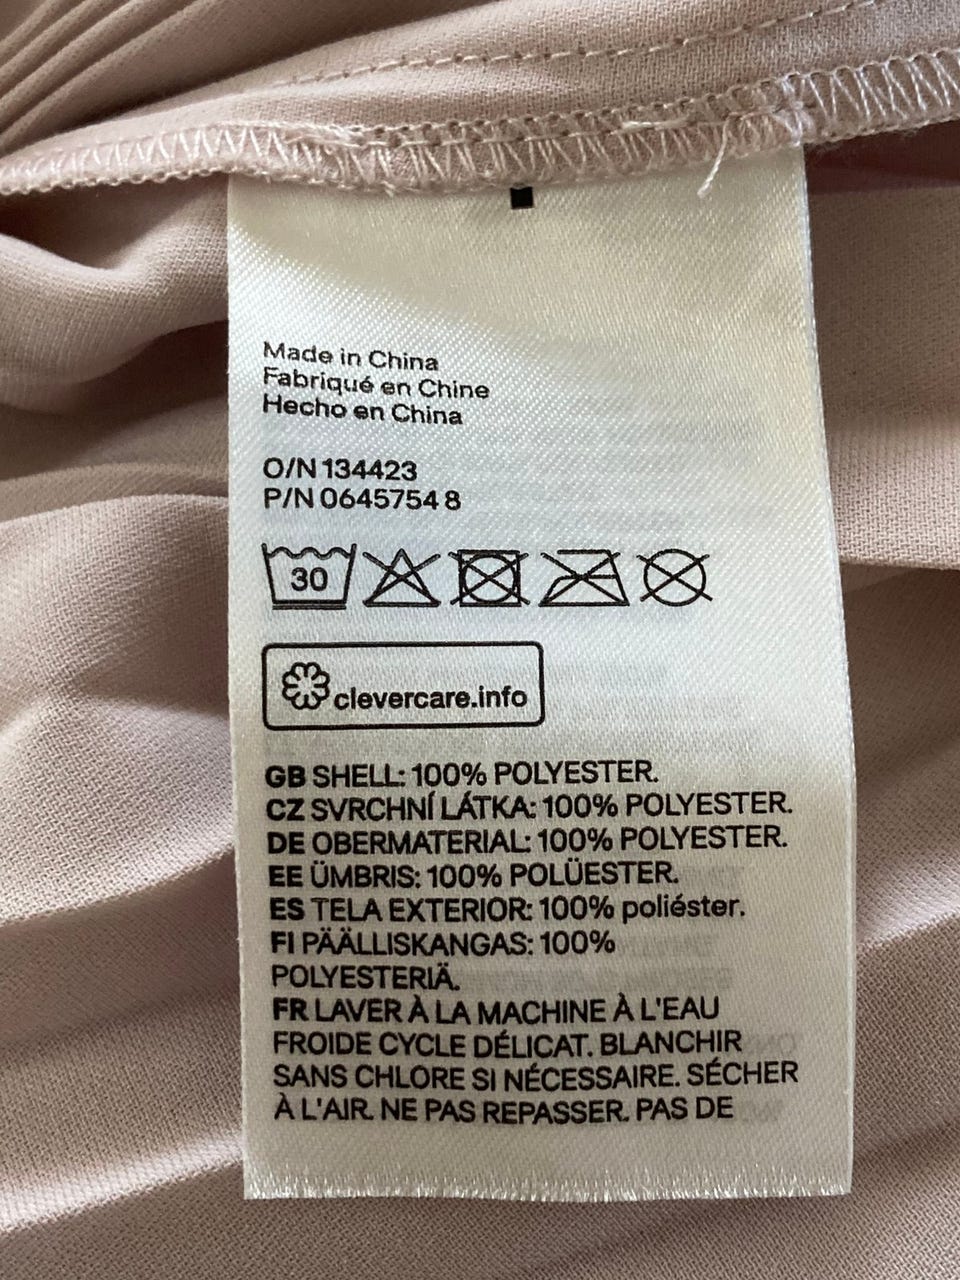 Made in China
Fabriqué en Chine
Hecho en China
O/N 134423
P/N 0645754 8
30
clevercare.info
GB SHELL: 100% POLYESTER.
CZ SVRCHNÍ LÁTKA: 100% POLYESTER.
DE OBERMATERIAL: 100% POLYESTER.
EE ÜMBRIS: 100% POLÜESTER.
ES TELA EXTERIOR: 100% poliéster.
FI PÄÄLLISKANGAS: 100%
POLYESTERIÄ.
FR LAVER À LA MACHINE À L'EAU
FROIDE CYCLE DÉLICAT. BLANCHIR
SANS CHLORE SI NÉCESSAIRE. SÉCHER
À L'AIR. NE PAS REPASSER. PAS DE